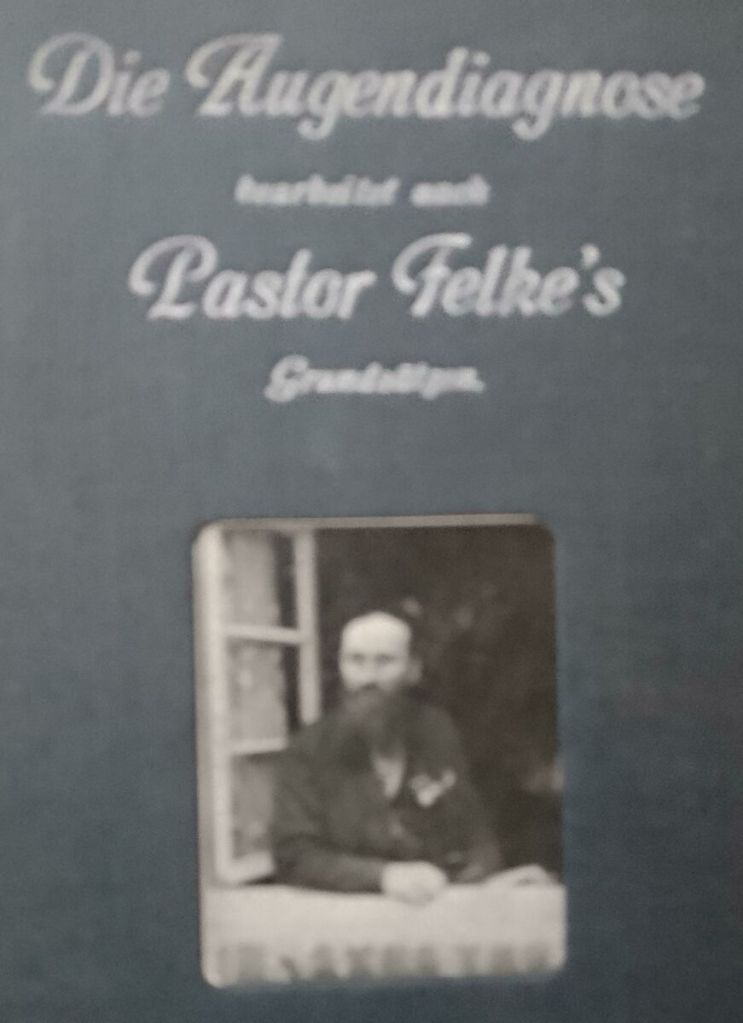 Die Augendiagnose
bearbeitet nach
Pastor Felke's
Grundsätzen.